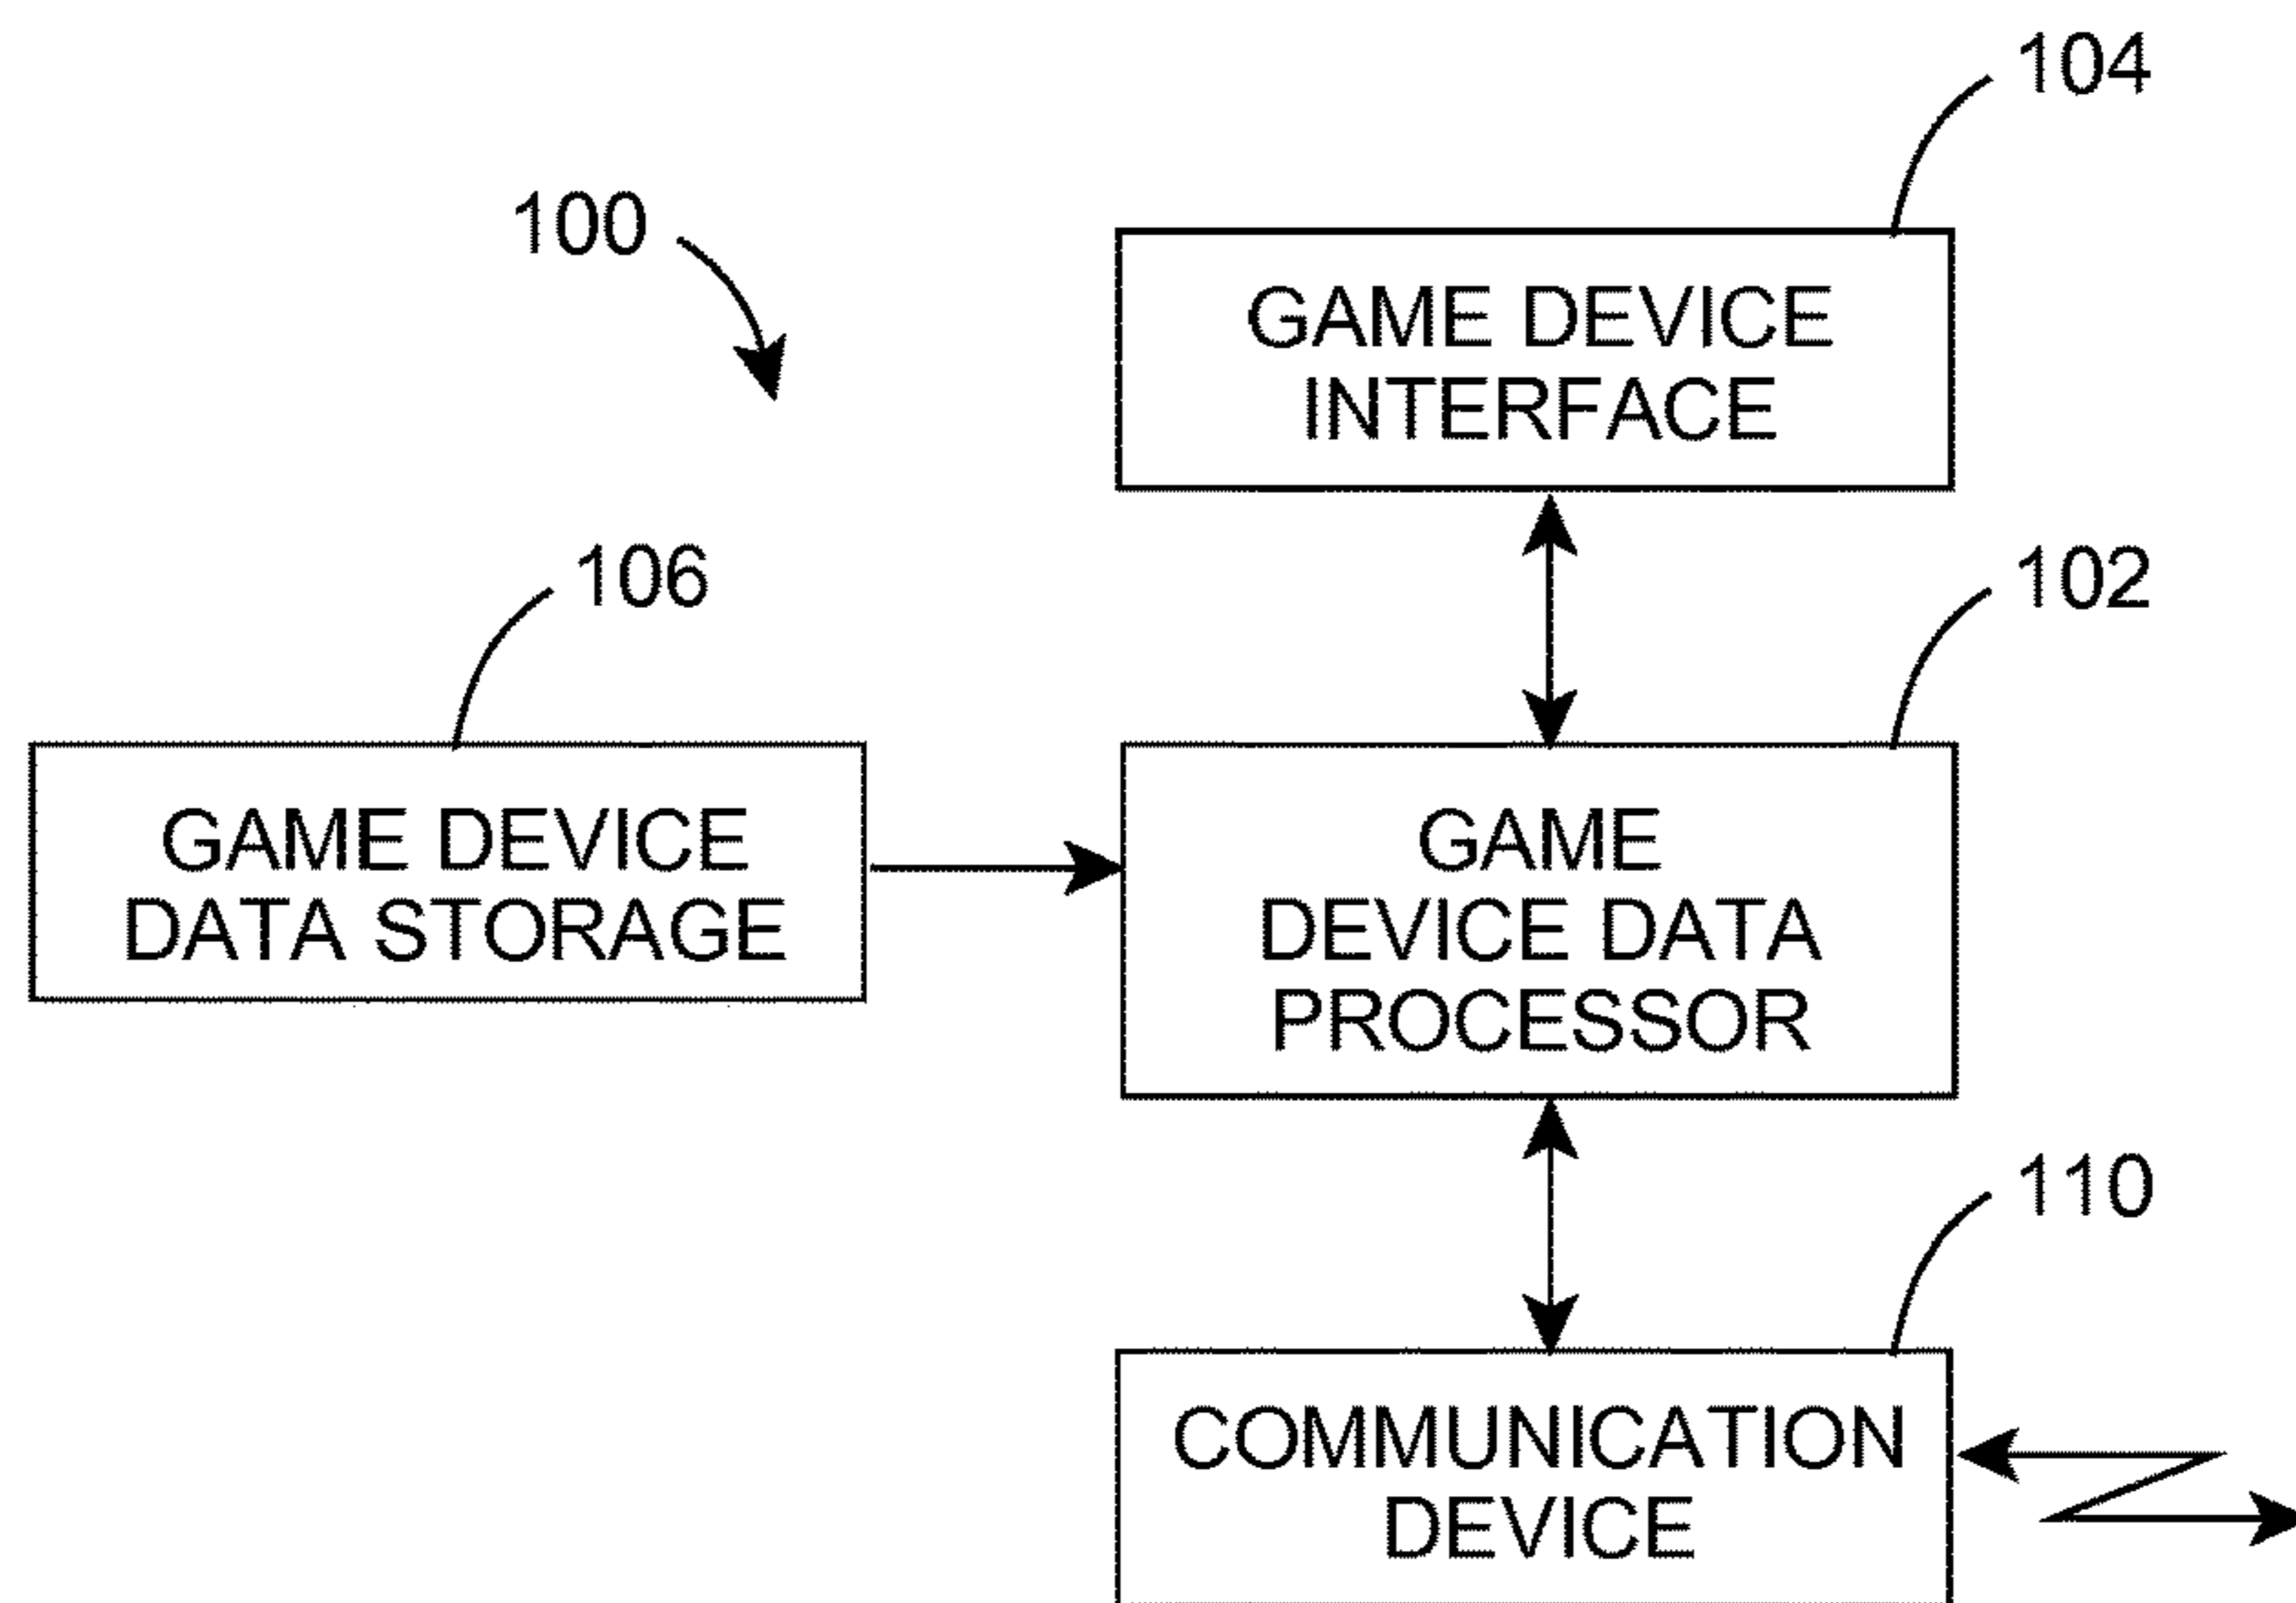 104
100
GAME DEVICE
INTERFACE
106
102
GAME DEVICE
DATA STORAGE
GAME
DEVICE DATA
PROCESSOR
110
COMMUNICATION
DEVICE